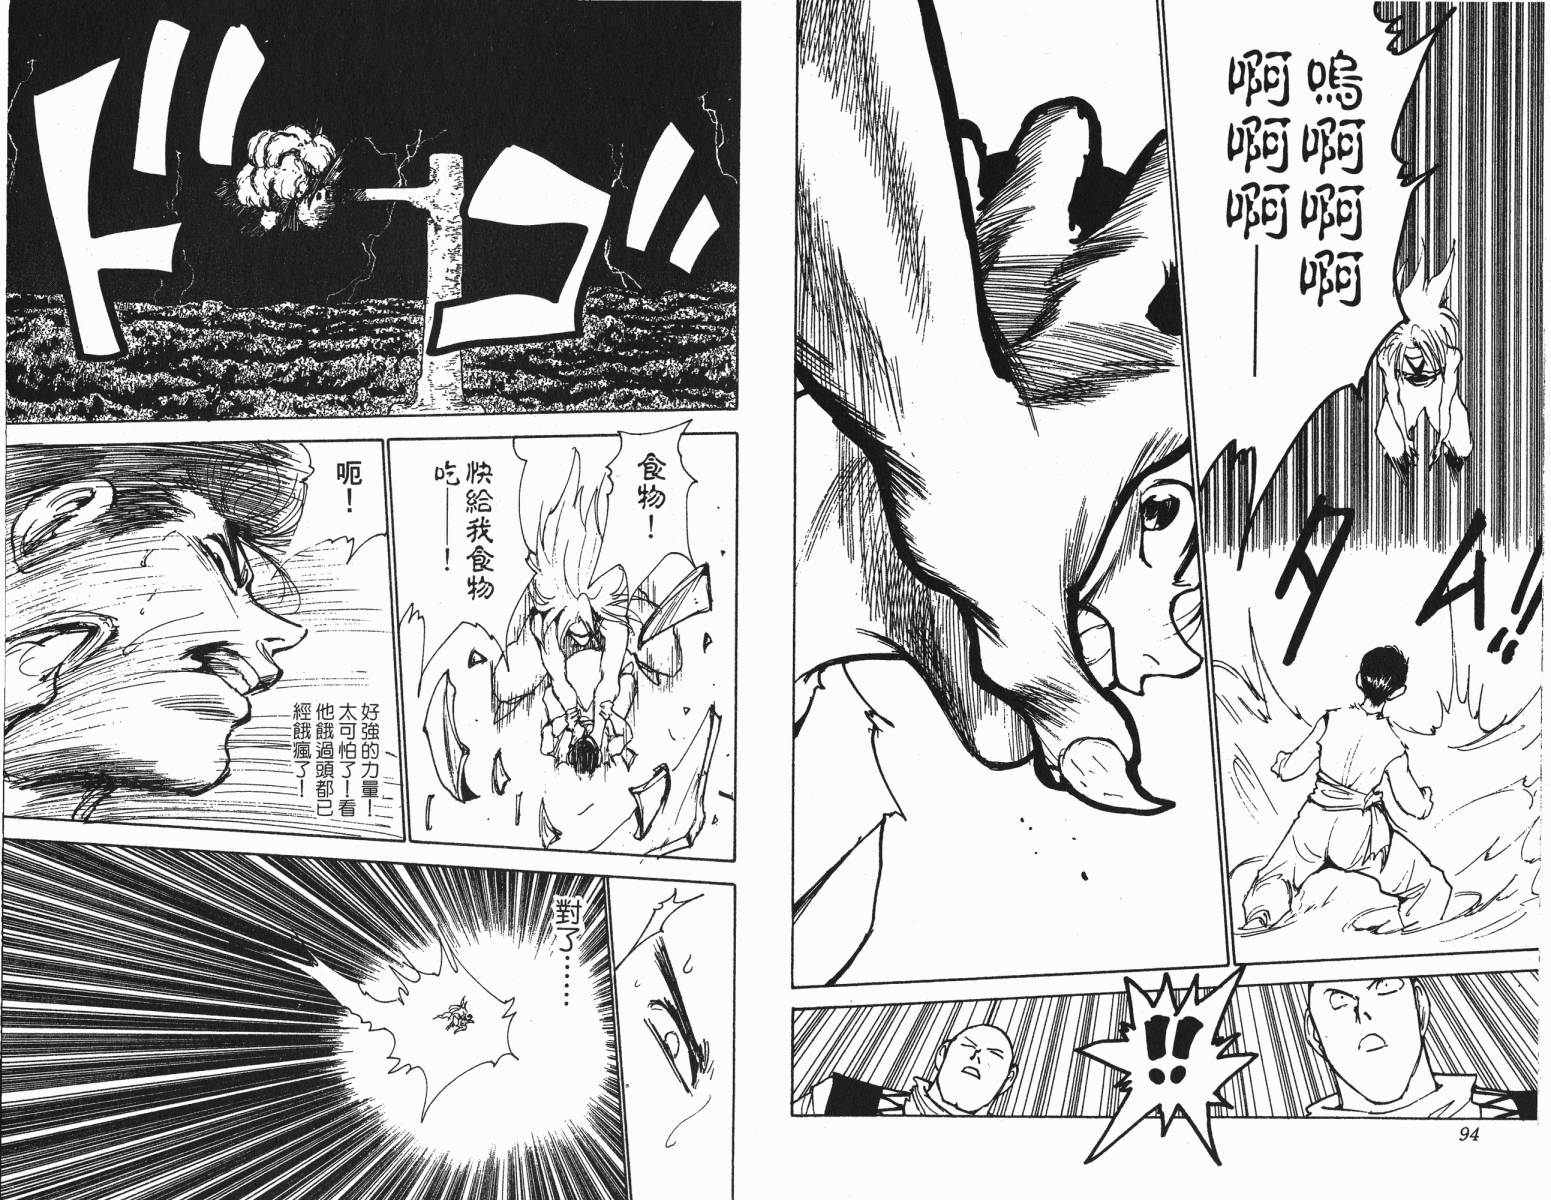 嗚啊啊啊
啊啊啊——
タム!!
!!
94
ドゴ
食物！
快給我食物
吃——！
呃！
好強的力量！
太可怕了！看
他餓過頭都已
經餓瘋了！
對了……